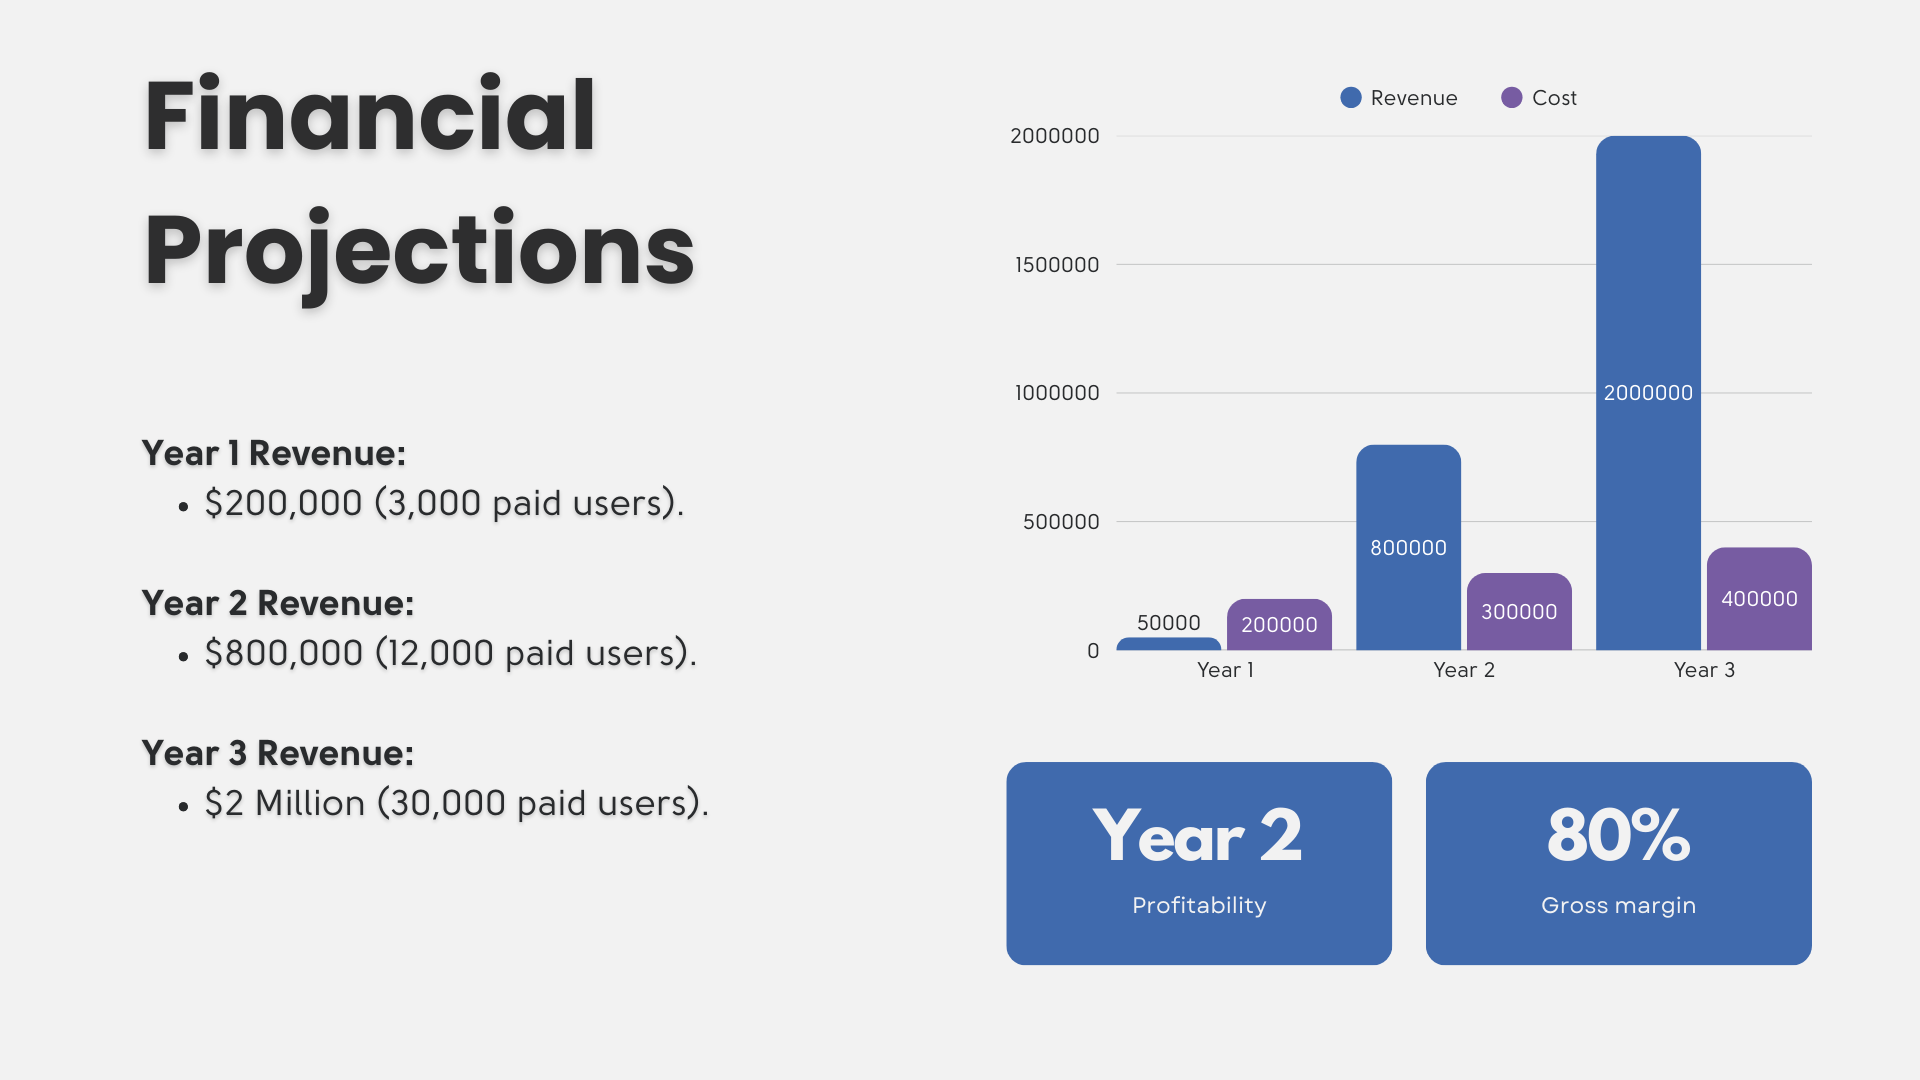 Financial
Projections
Year 1 Revenue:
• $200,000 (3,000 paid users).
Year 2 Revenue:
• $800,000 (12,000 paid users).
Year 3 Revenue:
• $2 Million (30,000 paid users).
Revenue Cost
2000000
1500000
1000000
500000
0
2000000
800000
400000
300000
50000
200000
Year 1 Year 2 Year 3
Year 2
Profitability
80%
Gross margin